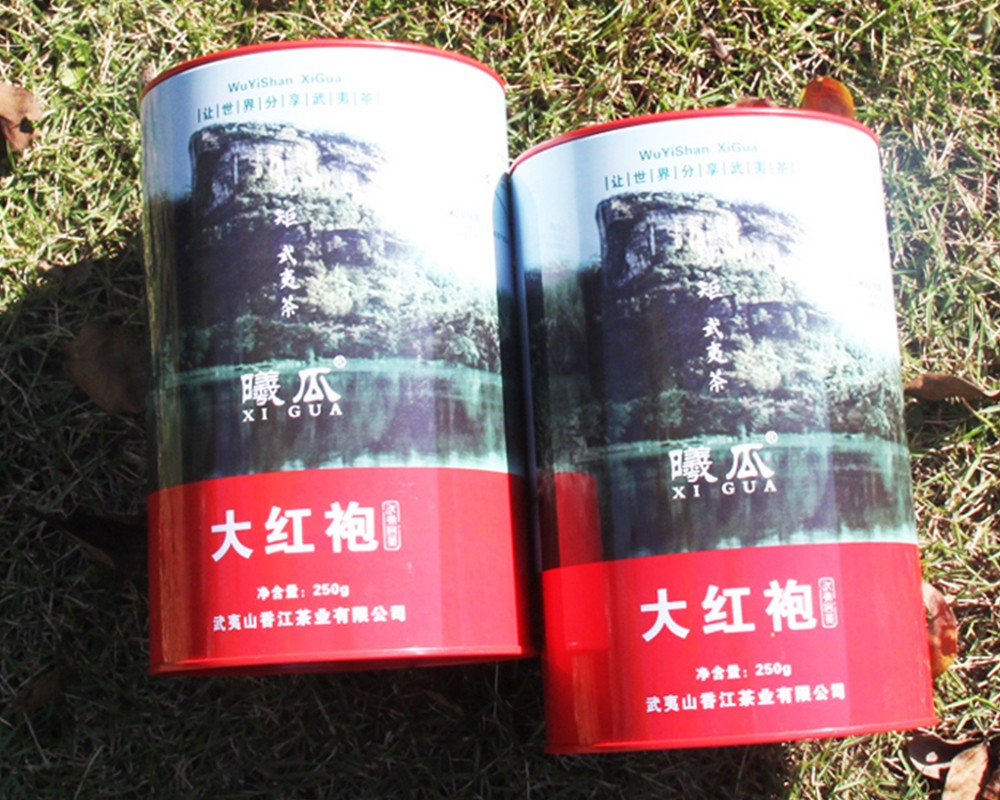 WuYiShan XiGua
让世界分享武夷茶
武夷茶
曦瓜®
XI GUA
大红袍
净含量：250g
武夷山香江茶业有限公司
WuYiShan XiGua
让世界分享武夷茶
武夷茶
曦瓜®
XI GUA
大红袍
净含量：250g
武夷山香江茶业有限公司